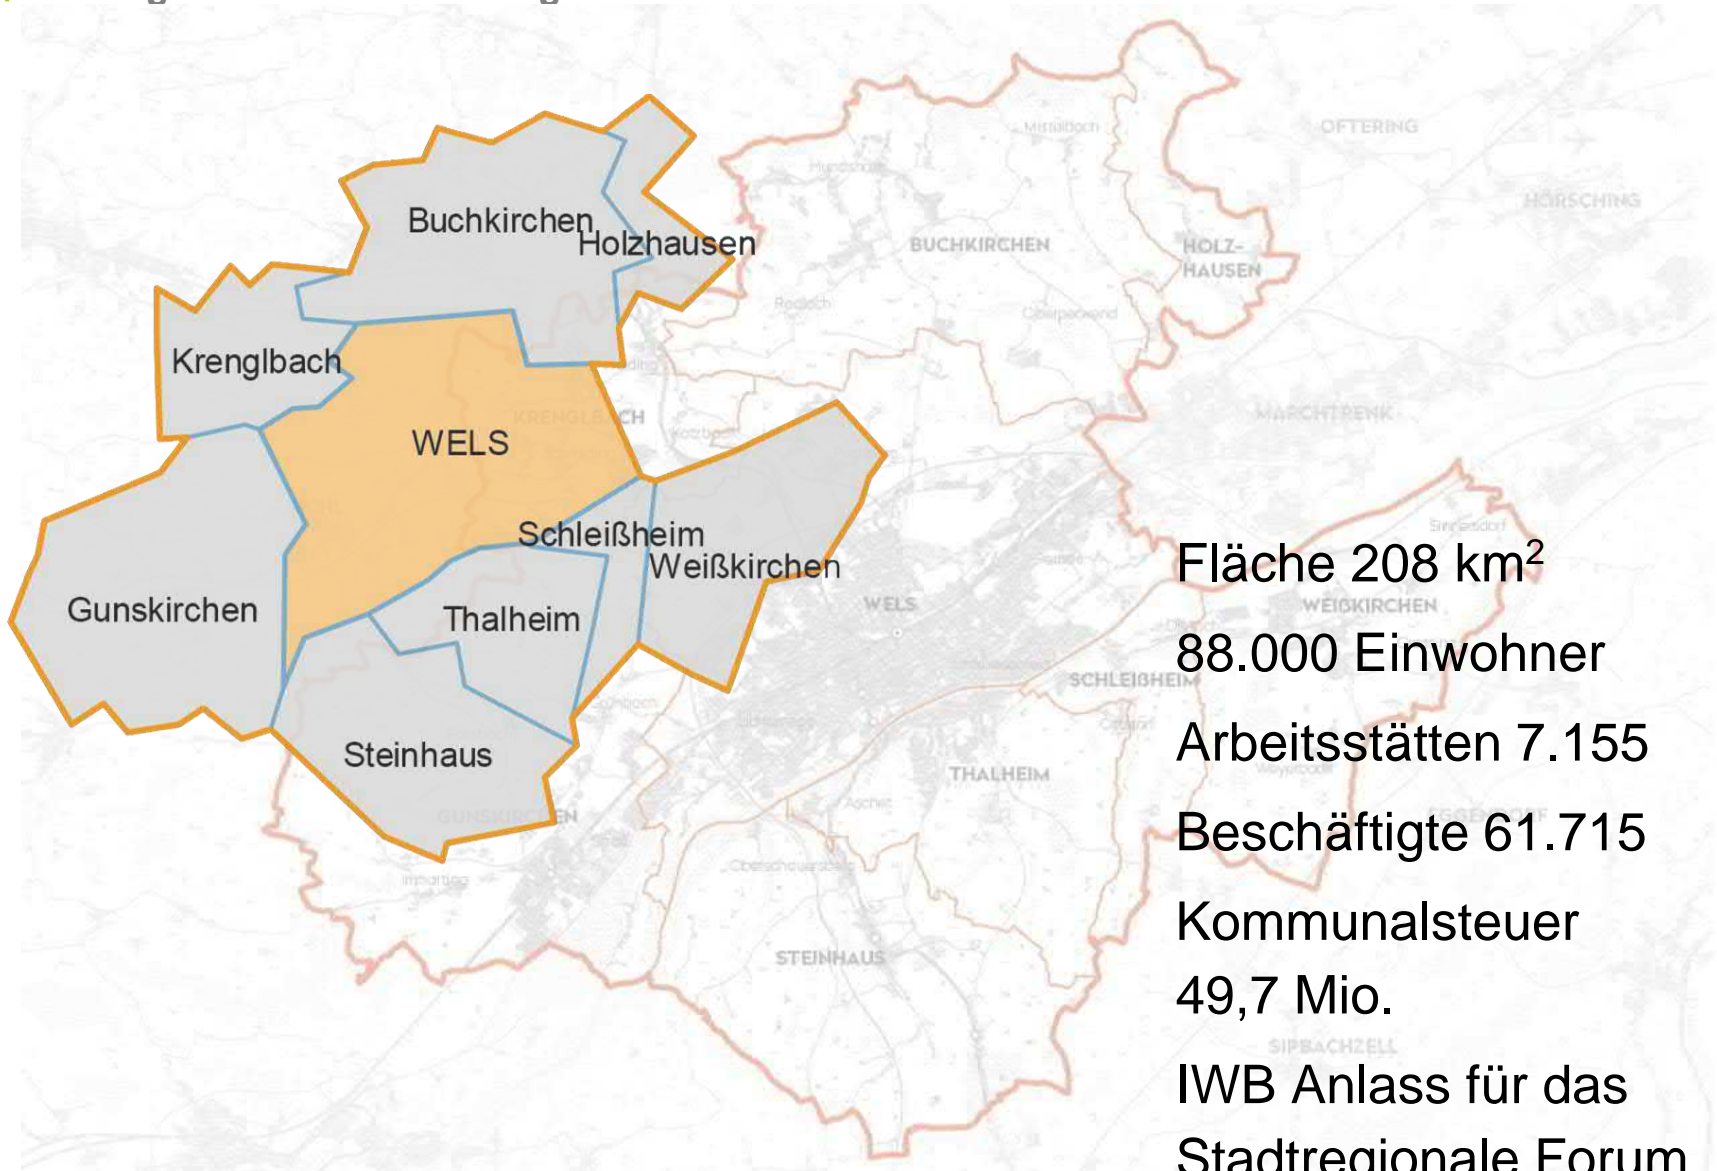 OFTERING
HÖRSCHING
BUCHKIRCHEN
HOLZ-
HAUSEN
MARCHTRENK
WELS
WEIßKIRCHEN
SCHLEIßHEIM
THALHEIM
STEINHAUS
SIPBACHZELL
Buchkirchen
Holzhausen
Krenglbach
WELS
Schleißheim
Weißkirchen
Gunskirchen
Thalheim
Steinhaus
Fläche 208 km²
88.000 Einwohner
Arbeitsstätten 7.155
Beschäftigte 61.715
Kommunalsteuer
49,7 Mio.
IWB Anlass für das
Stadtregionale Forum